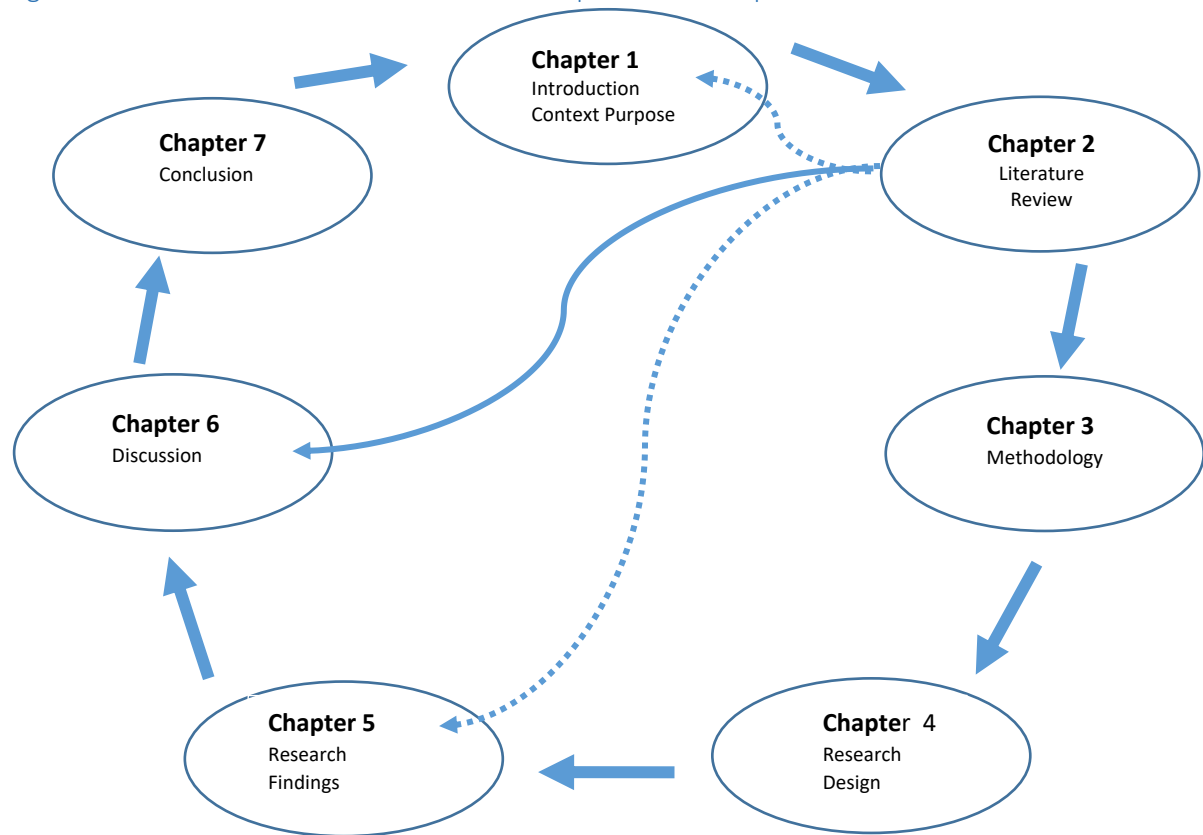 Chapter 1
Introduction
Context Purpose
Chapter 2
Literature
Review
Chapter 3
Methodology
Chapter 4
Research
Design
Chapter 5
Research
Findings
Chapter 6
Discussion
Chapter 7
Conclusion